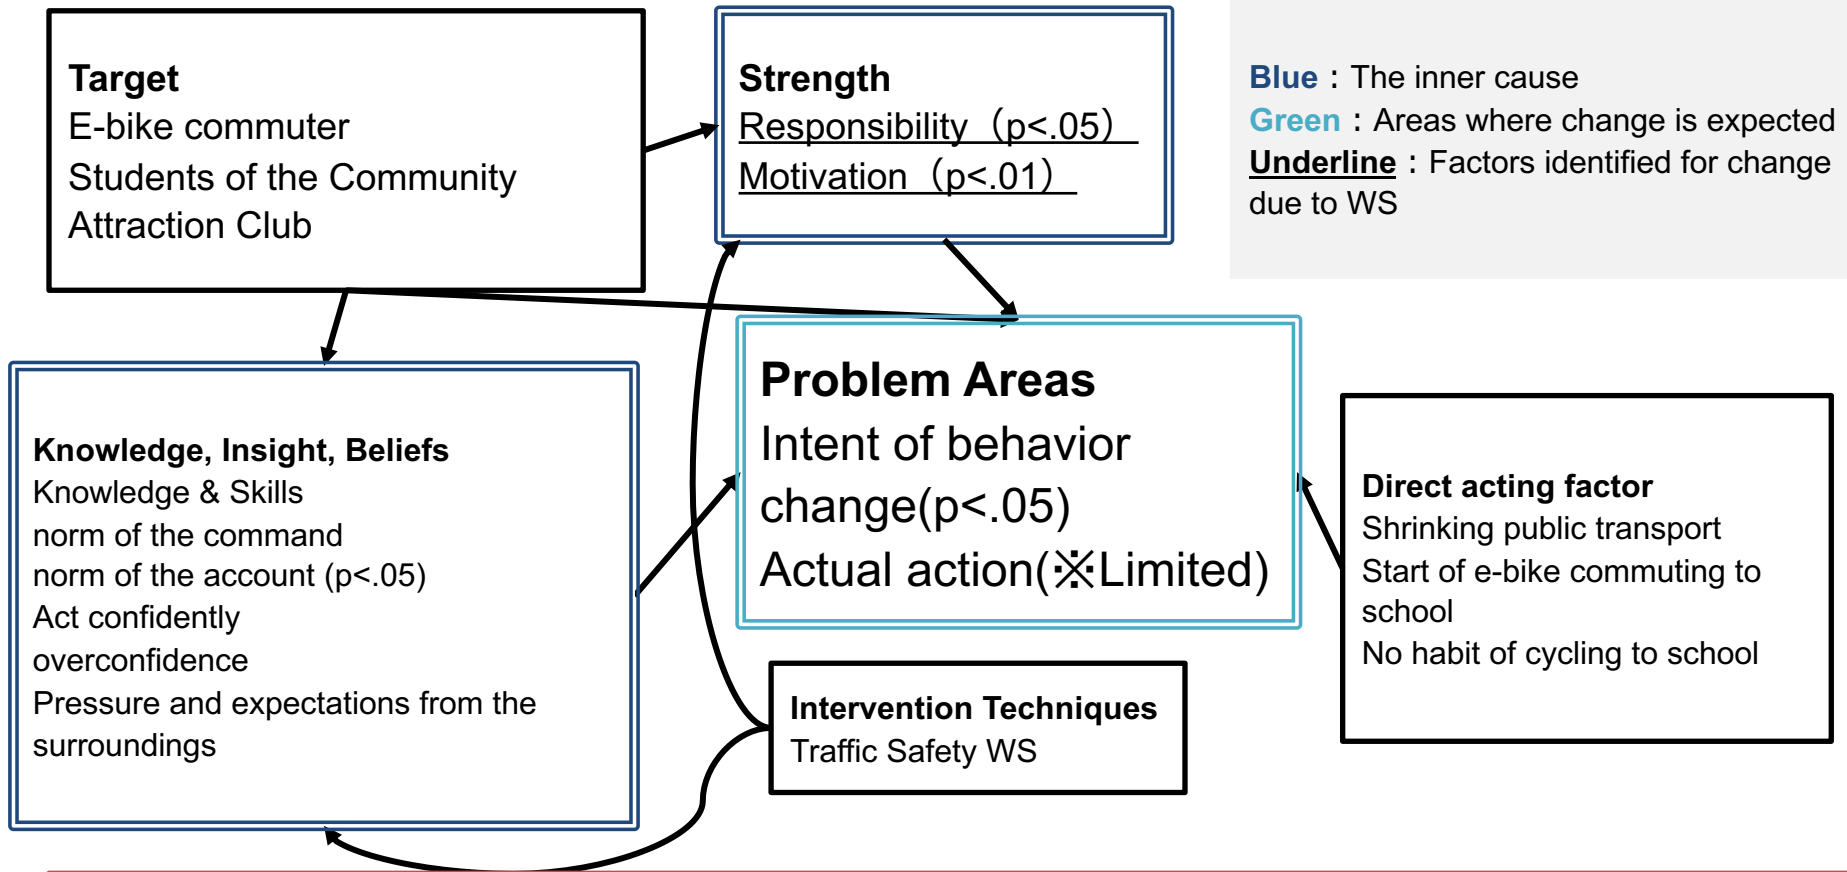 Target
E-bike commuter
Students of the Community
Attraction Club
Strength
Responsibility（p<.05）
Motivation（p<.01）
Blue：The inner cause
Green：Areas where change is expected
Underline：Factors identified for change
due to WS
Knowledge, Insight, Beliefs
Knowledge & Skills
norm of the command
norm of the account (p<.05)
Act confidently
overconfidence
Pressure and expectations from the
surroundings
Problem Areas
Intent of behavior
change(p<.05)
Actual action(※Limited)
Intervention Techniques
Traffic Safety WS
Direct acting factor
Shrinking public transport
Start of e-bike commuting to
school
No habit of cycling to school